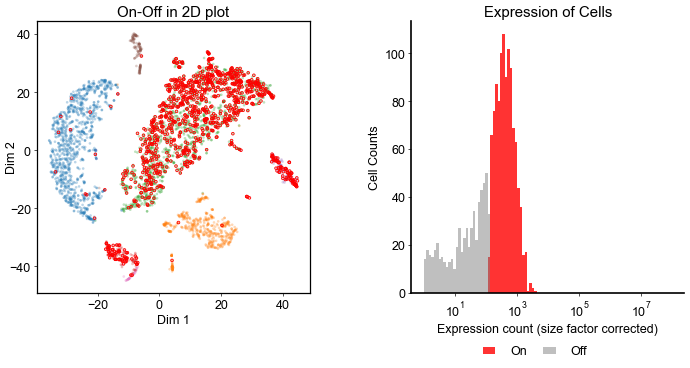 On-Off in 2D plot
Dim 2
40
20
0
−20
−40
−20 0 20 40
Dim 1
Expression of Cells
Cell Counts
100
80
60
40
20
0
10^1 10^3 10^5 10^7
Expression count (size factor corrected)
On Off